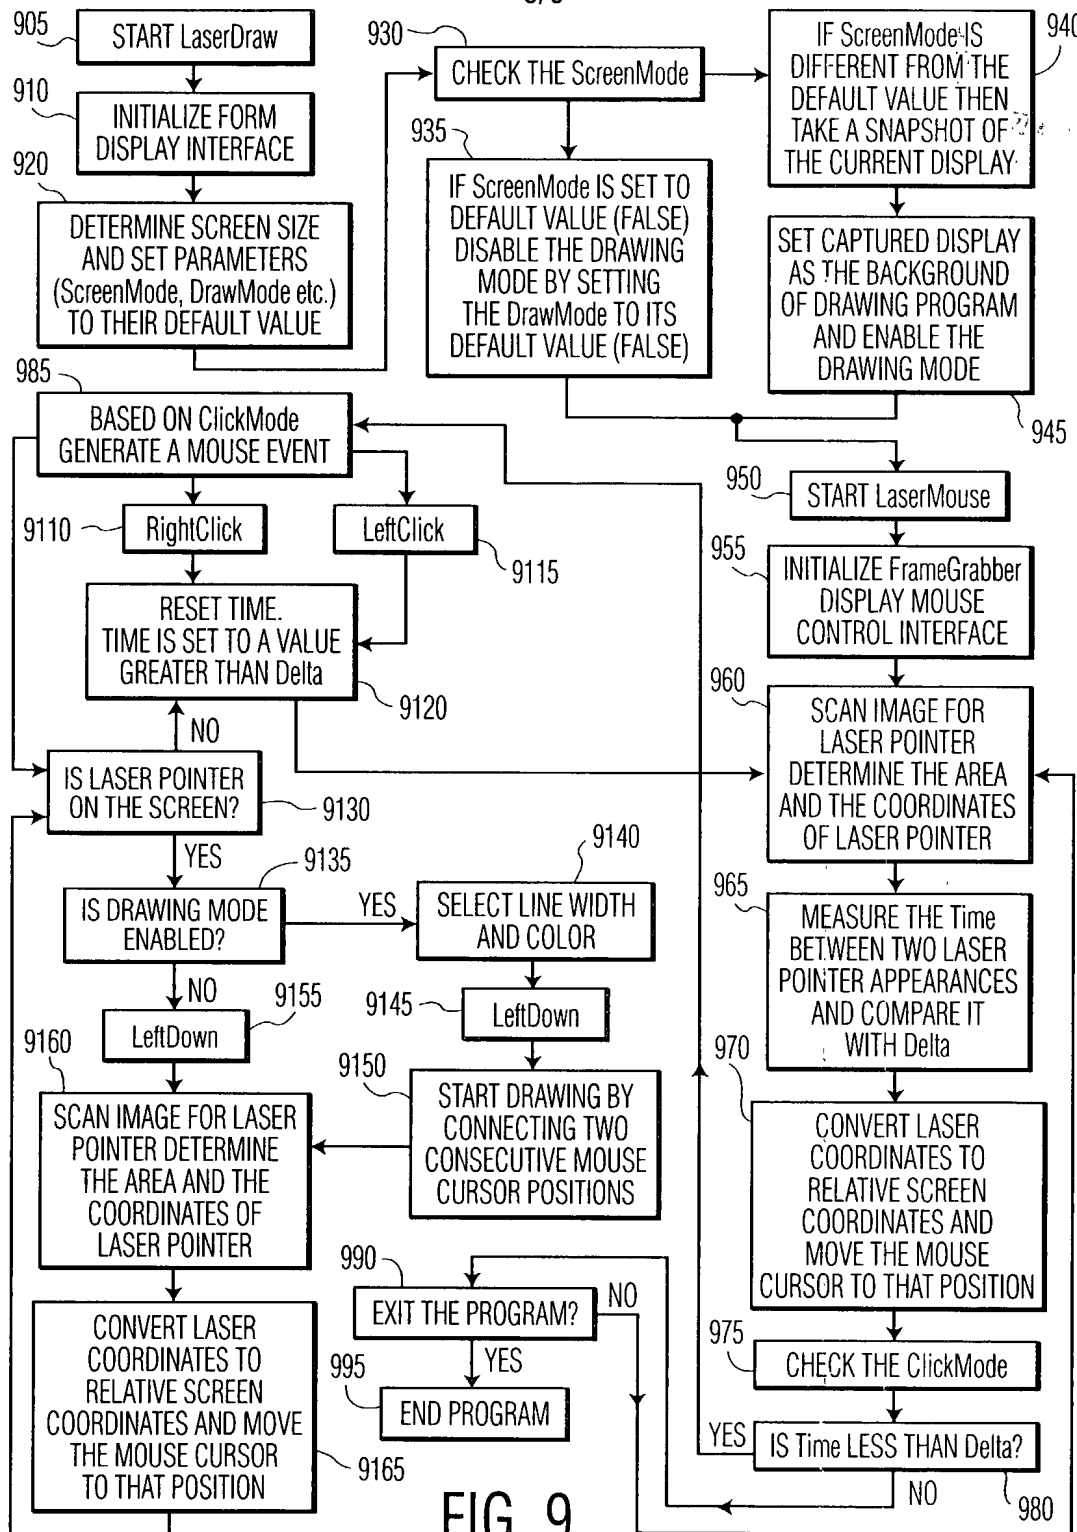 905
START LaserDraw
910
INITIALIZE FORM
DISPLAY INTERFACE
920
DETERMINE SCREEN SIZE
AND SET PARAMETERS
(ScreenMode, DrawMode etc.)
TO THEIR DEFAULT VALUE
930
CHECK THE ScreenMode
935
IF ScreenMode IS SET TO
DEFAULT VALUE (FALSE)
DISABLE THE DRAWING
MODE BY SETTING
THE DrawMode TO ITS
DEFAULT VALUE (FALSE)
940
IF ScreenMode IS
DIFFERENT FROM THE
DEFAULT VALUE THEN
TAKE A SNAPSHOT OF
THE CURRENT DISPLAY
SET CAPTURED DISPLAY
AS THE BACKGROUND
OF DRAWING PROGRAM
AND ENABLE THE
DRAWING MODE
945
950
START LaserMouse
955
INITIALIZE FrameGrabber
DISPLAY MOUSE
CONTROL INTERFACE
960
SCAN IMAGE FOR
LASER POINTER
DETERMINE THE AREA
AND THE COORDINATES
OF LASER POINTER
965
MEASURE THE Time
BETWEEN TWO LASER
POINTER APPEARANCES
AND COMPARE IT
WITH Delta
970
CONVERT LASER
COORDINATES TO
RELATIVE SCREEN
COORDINATES AND
MOVE THE MOUSE
CURSOR TO THAT POSITION
975
CHECK THE ClickMode
YES
IS Time LESS THAN Delta?
NO
980
985
BASED ON ClickMode
GENERATE A MOUSE EVENT
9110
RightClick
LeftClick
9115
RESET TIME.
TIME IS SET TO A VALUE
GREATER THAN Delta
9120
NO
IS LASER POINTER
ON THE SCREEN?
9130
YES
9135
IS DRAWING MODE
ENABLED?
YES
NO
9140
SELECT LINE WIDTH
AND COLOR
9145
LeftDown
9150
START DRAWING BY
CONNECTING TWO
CONSECUTIVE MOUSE
CURSOR POSITIONS
9155
LeftDown
9160
SCAN IMAGE FOR LASER
POINTER DETERMINE
THE AREA AND THE
COORDINATES OF
LASER POINTER
CONVERT LASER
COORDINATES TO
RELATIVE SCREEN
COORDINATES AND MOVE
THE MOUSE CURSOR
TO THAT POSITION
9165
990
EXIT THE PROGRAM?
NO
YES
995
END PROGRAM
FIG. 9